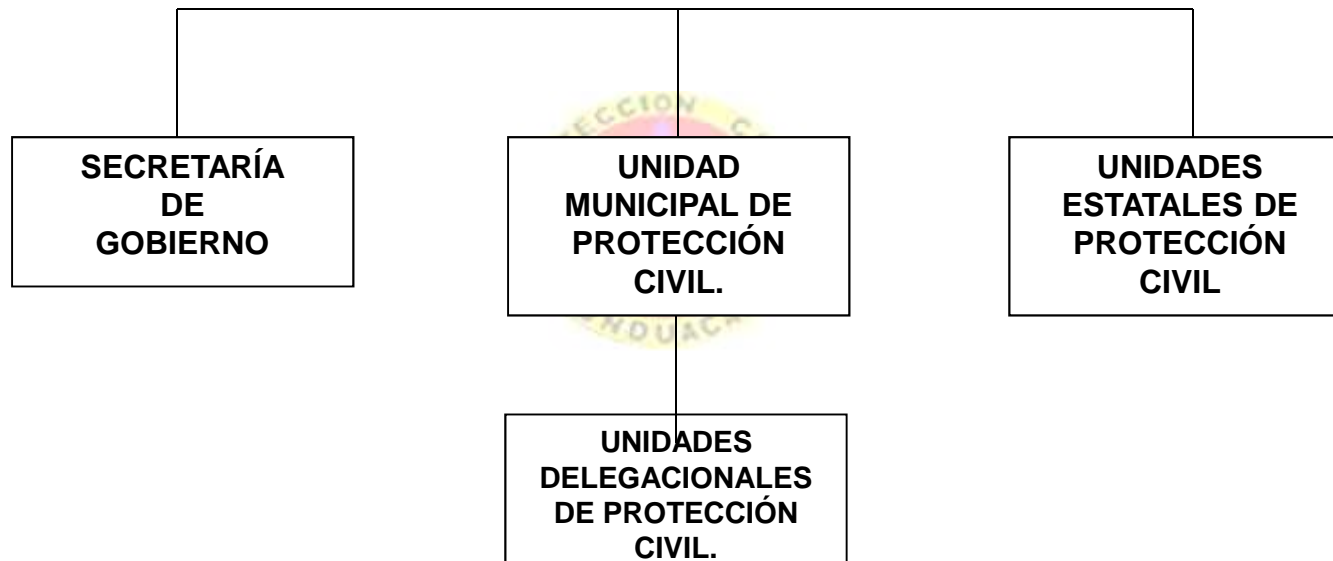 SECRETARÍA
DE
GOBIERNO
UNIDAD
MUNICIPAL DE
PROTECCIÓN
CIVIL.
UNIDADES
ESTATALES DE
PROTECCIÓN
CIVIL
UNIDADES
DELEGACIONALES
DE PROTECCIÓN
CIVIL.